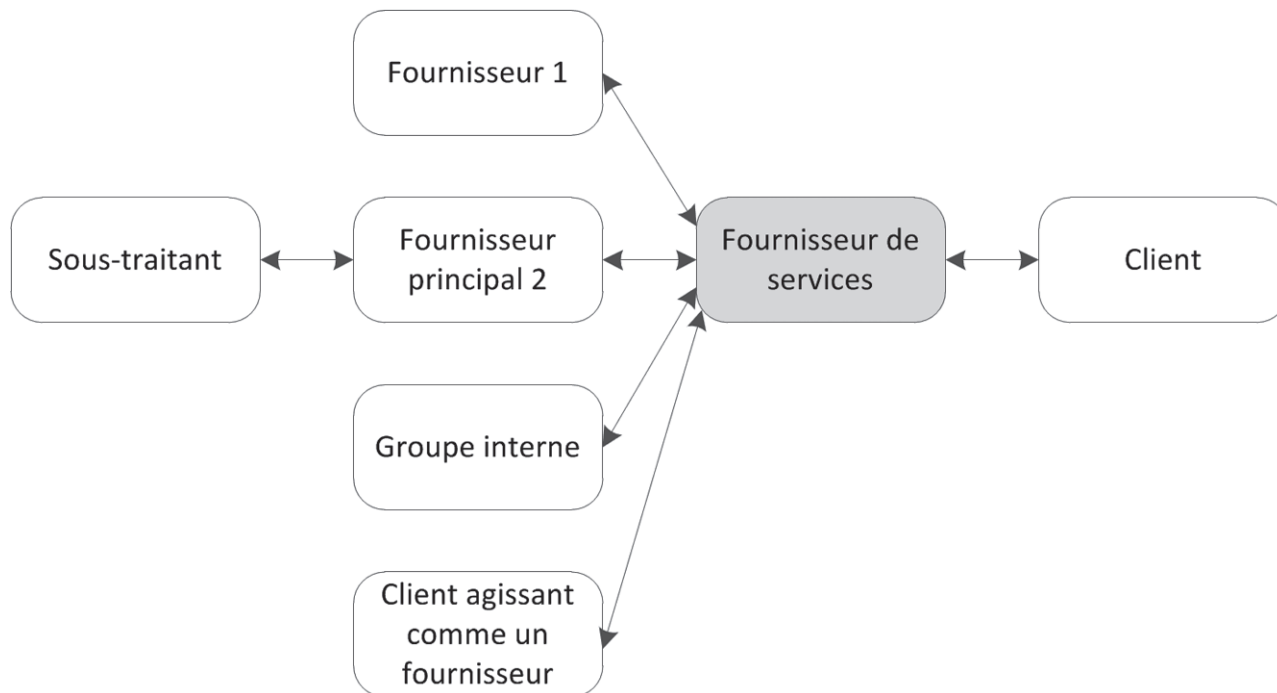 Fournisseur 1
Sous-traitant
Fournisseur
principal 2
Fournisseur de
services
Client
Groupe interne
Client agissant
comme un
fournisseur